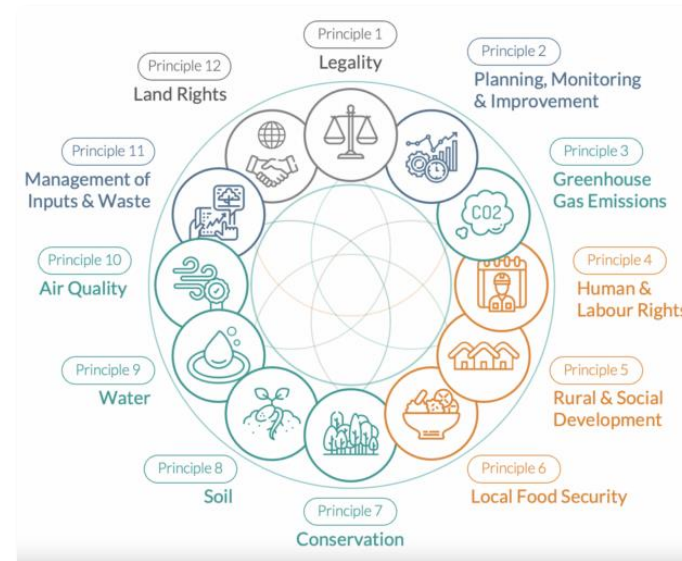 Principle 1
Legality
Principle 2
Planning, Monitoring
& Improvement
Principle 3
Greenhouse
Gas Emissions
CO2
Principle 4
Human &
Labour Rights
Principle 5
Rural & Social
Development
Principle 6
Local Food Security
Principle 7
Conservation
Principle 8
Soil
Principle 9
Water
Principle 10
Air Quality
Principle 11
Management of
Inputs & Waste
Principle 12
Land Rights